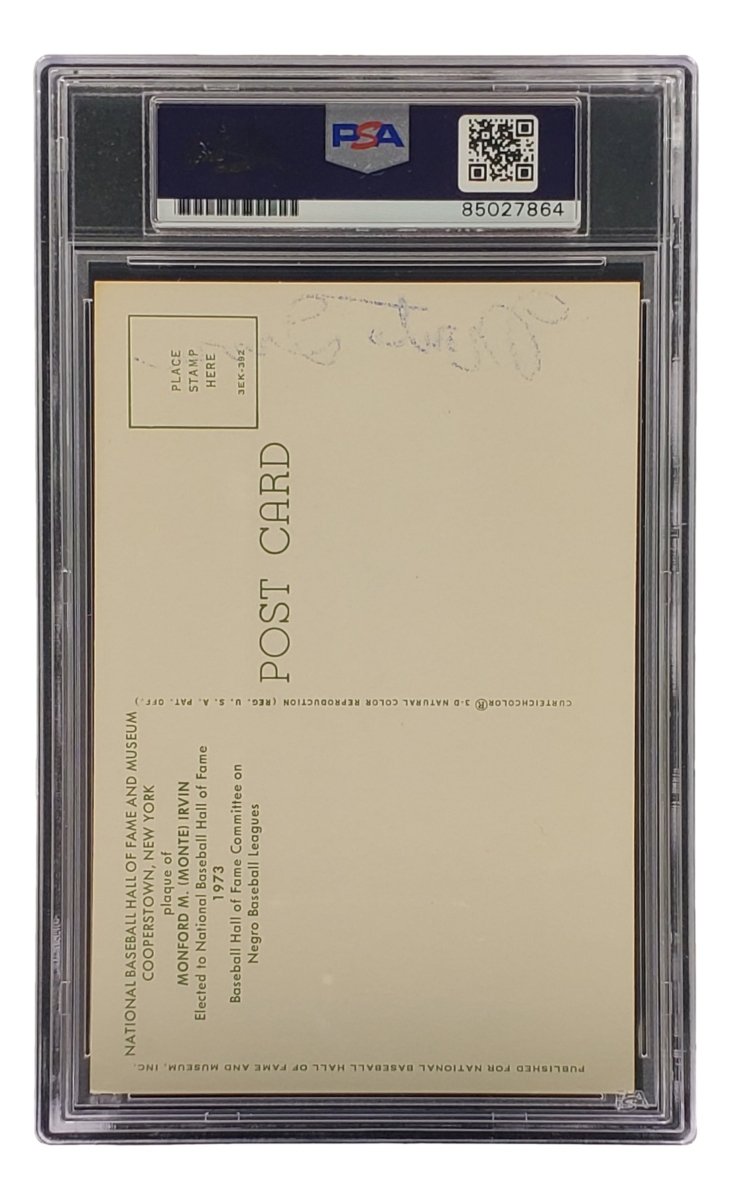 PSA
85027864
PLACE
STAMP
HERE
3EK-392
POST CARD
CURTEICHCOLOR® 3-D NATURAL COLOR REPRODUCTION (REG. U. S. A. PAT. OFF.)
NATIONAL BASEBALL HALL OF FAME AND MUSEUM
COOPERSTOWN, NEW YORK
plaque of
MONFORD M. (MONTE) IRVIN
Elected to National Baseball Hall of Fame
1973
Baseball Hall of Fame Committee on
Negro Baseball Leagues
PUBLISHED FOR NATIONAL BASEBALL HALL OF FAME AND MUSEUM, INC.
PSA